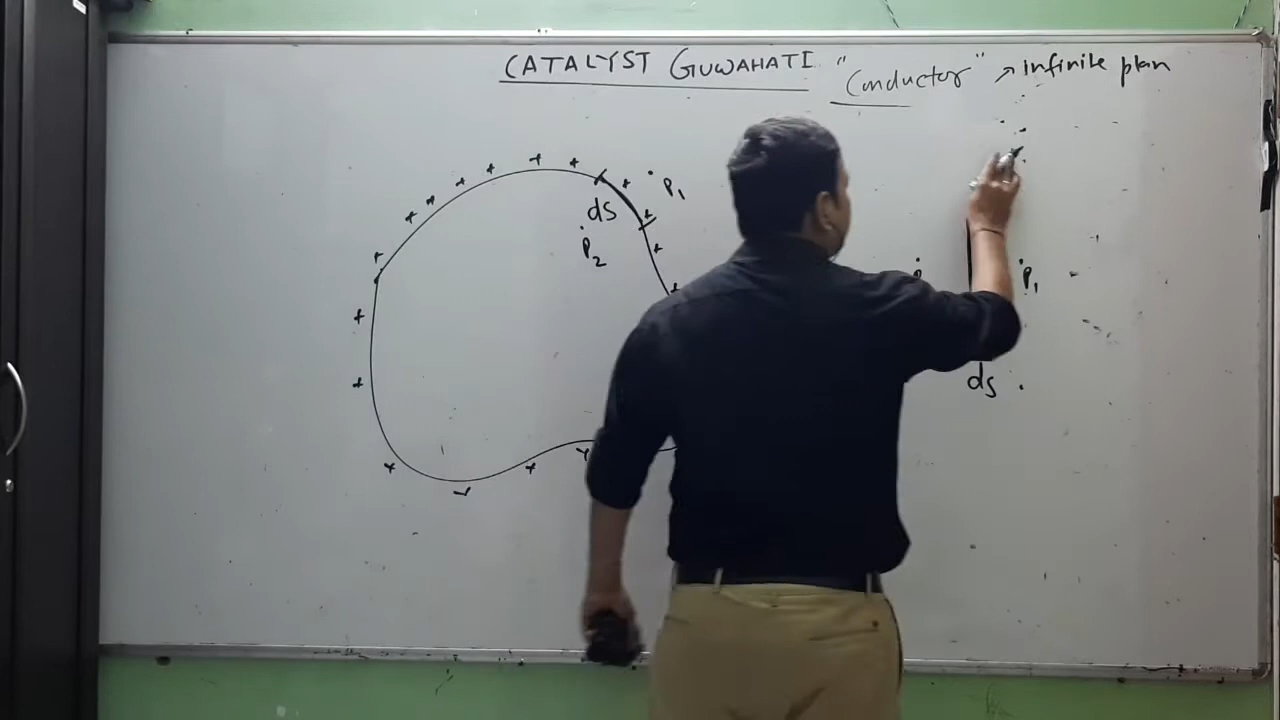 CATALYST GUWAHATI "Conductor" → infinite plan
P₁
ds
P₂
P₁
ds